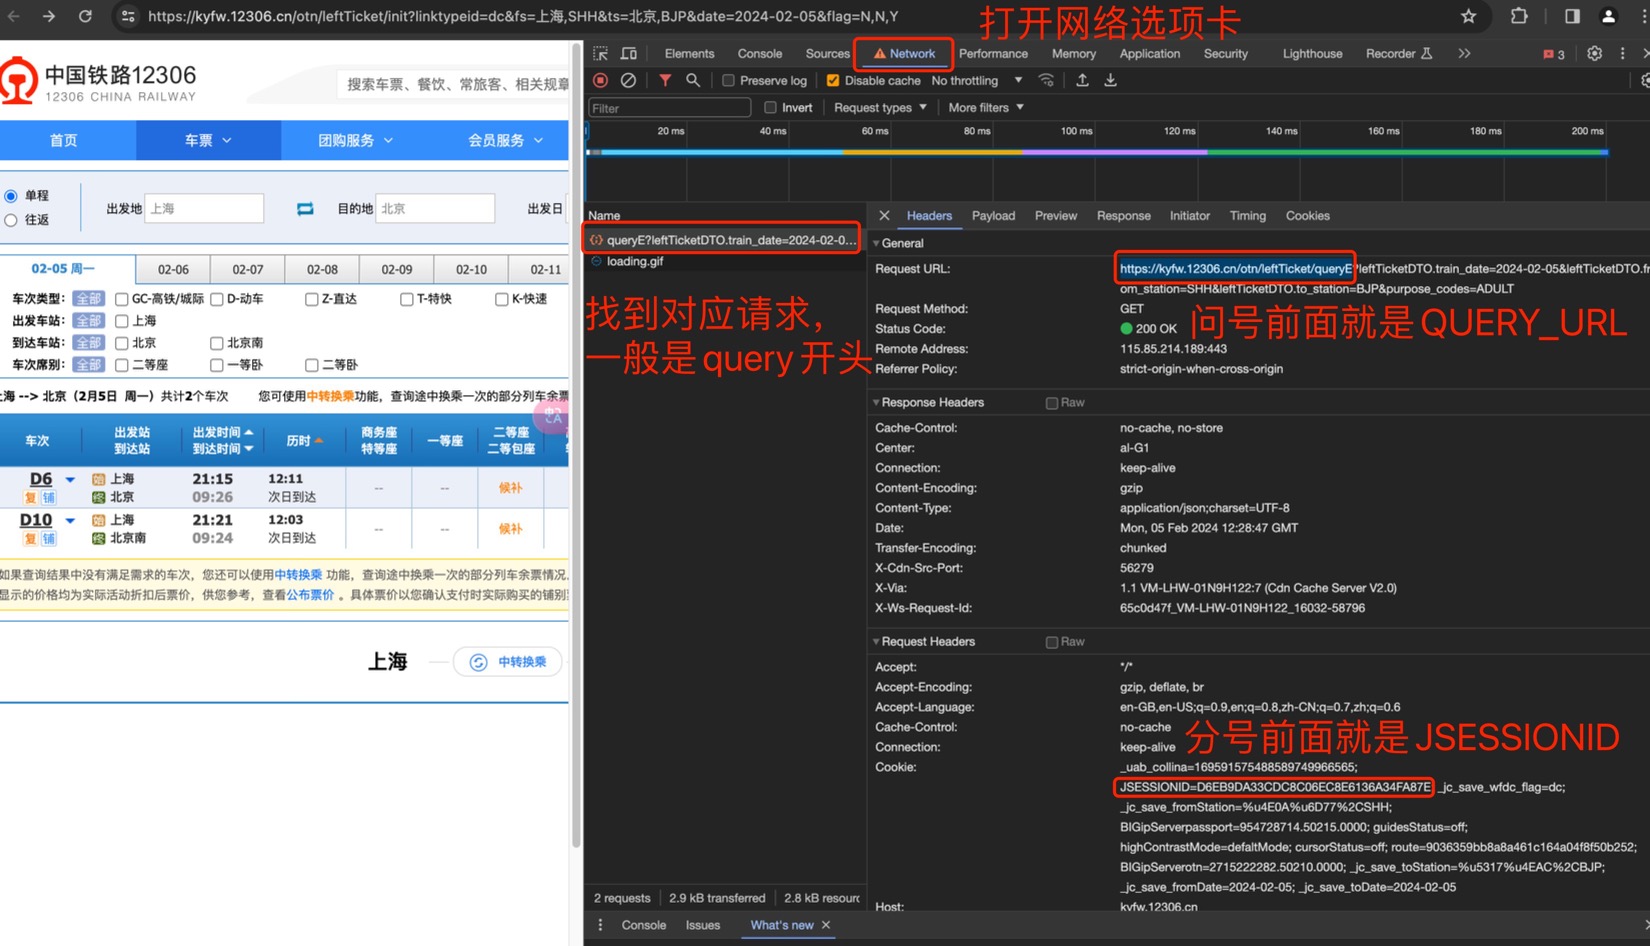 https://kyfw.12306.cn/otn/leftTicket/init?linktypeid=dc&fs=上海,SHH&ts=北京,BJP&date=2024-02-05&flag=N,N,Y
打开网络选项卡
中国铁路12306
12306 CHINA RAILWAY
搜索车票、餐饮、常旅客、相关规章
首页 车票 团购服务 会员服务
单程
往返
出发地 上海 目的地 北京 出发日
02-05 周一 02-06 02-07 02-08 02-09 02-10 02-11
车次类型: 全部 GC-高铁/城际 D-动车 Z-直达 T-特快 K-快速
出发车站: 全部 上海
到达车站: 全部 北京 北京南
车次席别: 全部 二等座 一等卧 二等卧
上海 --> 北京（2月5日 周一）共计2个车次 您可使用中转换乘功能，查询途中换乘一次的部分列车余票
车次 出发站 出发时间 历时 商务座 一等座 二等座
到达站 到达时间 特等座 二等包座
D6 始 上海 21:15 12:11 -- -- 候补
复 铺 终 北京 09:26 次日到达
D10 始 上海 21:21 12:03 -- -- 候补
复 铺 终 北京南 09:24 次日到达
如果查询结果中没有满足需求的车次，您还可以使用中转换乘 功能，查询途中换乘一次的部分列车余票情况。
显示的价格均为实际活动折扣后票价，供您参考，查看公布票价 。具体票价以您确认支付时实际购买的铺别
上海 中转换乘
Elements Console Sources Network Performance Memory Application Security Lighthouse Recorder 3
Preserve log Disable cache No throttling
Filter Invert Request types More filters
20 ms 40 ms 60 ms 80 ms 100 ms 120 ms 140 ms 160 ms 180 ms 200 ms
Name
queryE?leftTicketDTO.train_date=2024-02-0...
loading.gif
找到对应请求，
一般是query开头
Headers Payload Preview Response Initiator Timing Cookies
General
Request URL: https://kyfw.12306.cn/otn/leftTicket/queryE?leftTicketDTO.train_date=2024-02-05&leftTicketDTO.fr
om_station=SHH&leftTicketDTO.to_station=BJP&purpose_codes=ADULT
Request Method: GET
Status Code: 200 OK
问号前面就是QUERY_URL
Remote Address: 115.85.214.189:443
Referrer Policy: strict-origin-when-cross-origin
Response Headers Raw
Cache-Control: no-cache, no-store
Center: al-G1
Connection: keep-alive
Content-Encoding: gzip
Content-Type: application/json;charset=UTF-8
Date: Mon, 05 Feb 2024 12:28:47 GMT
Transfer-Encoding: chunked
X-Cdn-Src-Port: 56279
X-Via: 1.1 VM-LHW-01N9H122:7 (Cdn Cache Server V2.0)
X-Ws-Request-Id: 65c0d47f_VM-LHW-01N9H122_16032-58796
Request Headers Raw
Accept: */*
Accept-Encoding: gzip, deflate, br
Accept-Language: en-GB,en-US;q=0.9,en;q=0.8,zh-CN;q=0.7,zh;q=0.6
Cache-Control: no-cache
分号前面就是JSESSIONID
Connection: keep-alive
Cookie: _uab_collina=169591575488589749966565;
JSESSIONID=D6EB9DA33CDC8C06EC8E6136A34FA87E _jc_save_wfdc_flag=dc;
_jc_save_fromStation=%u4E0A%u6D77%2CSHH;
BIGipServerpassport=954728714.50215.0000; guidesStatus=off;
highContrastMode=defaltMode; cursorStatus=off; route=9036359bb8a8a461c164a04f8f50b252;
BIGipServerotn=2715222282.50210.0000; _jc_save_toStation=%u5317%u4EAC%2CBJP;
_jc_save_fromDate=2024-02-05; _jc_save_toDate=2024-02-05
Host: kyfw.12306.cn
2 requests 2.9 kB transferred 2.8 kB resourc
Console Issues What's new